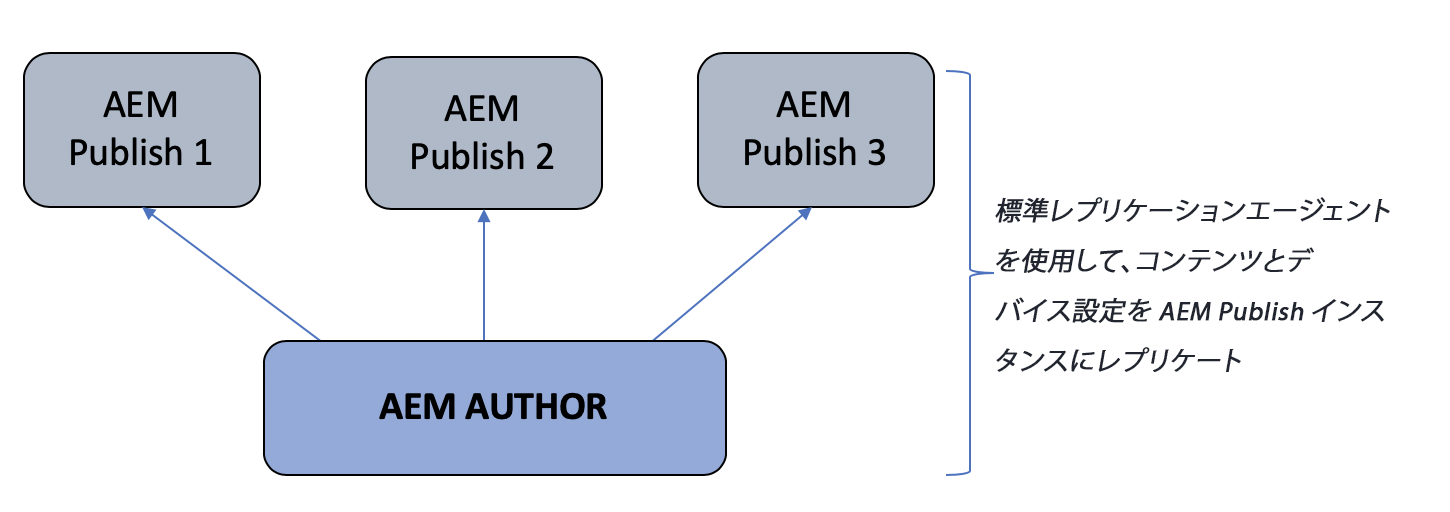 AEM
Publish 1
AEM
Publish 2
AEM
Publish 3
標準レプリケーションエージェント
を使用して、コンテンツとデ
バイス設定を AEM Publish インス
タンスにレプリケート
AEM AUTHOR